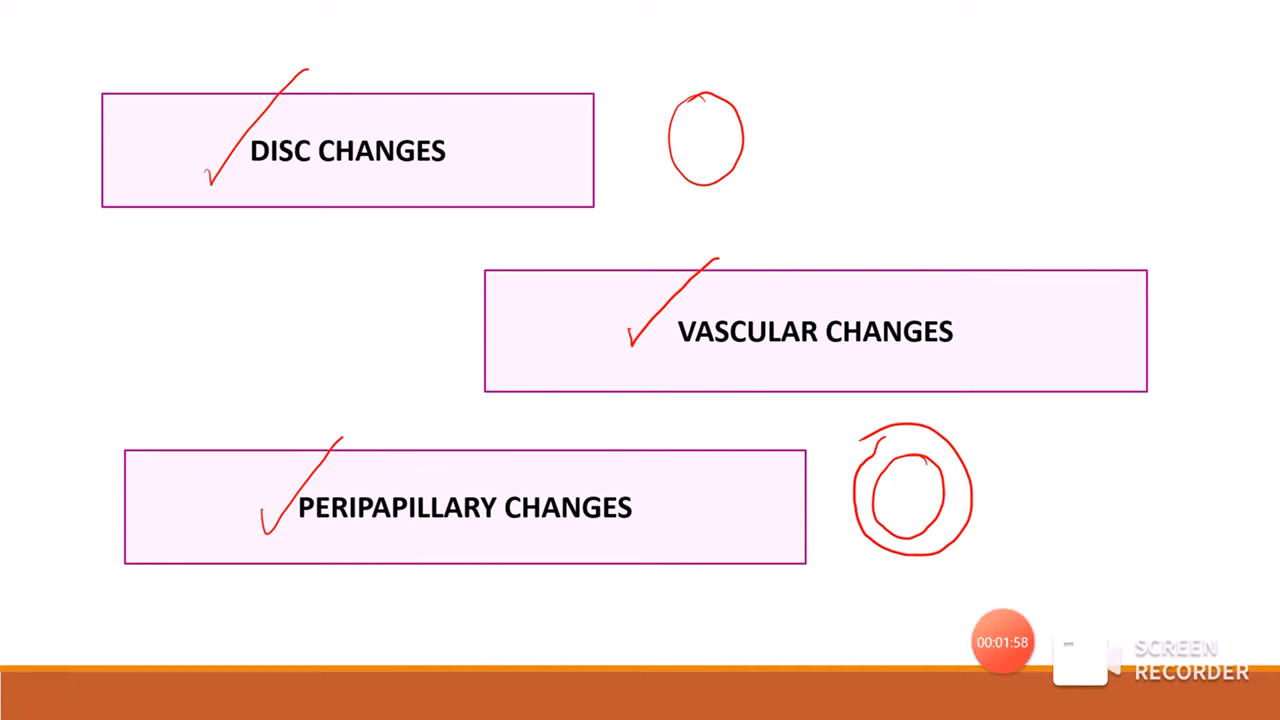 DISC CHANGES
VASCULAR CHANGES
PERIPAPILLARY CHANGES
00:01:58
SCREEN
RECORDER